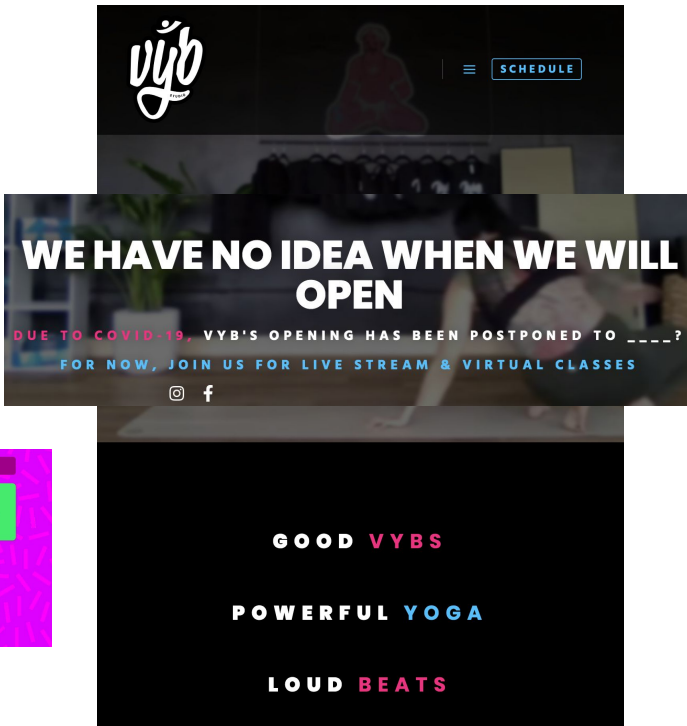 vyb
STUDIO
SCHEDULE
WE HAVE NO IDEA WHEN WE WILL
OPEN
DUE TO COVID-19, VYB'S OPENING HAS BEEN POSTPONED TO ____?
FOR NOW, JOIN US FOR LIVE STREAM & VIRTUAL CLASSES
GOOD VYBS
POWERFUL YOGA
LOUD BEATS